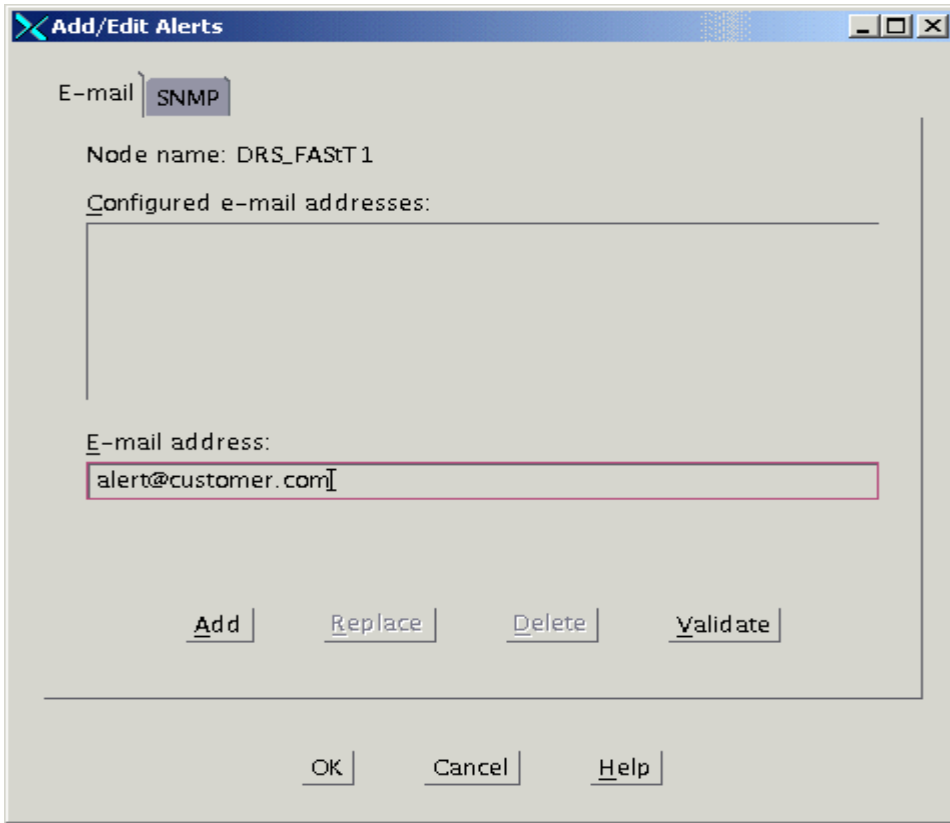 Add/Edit Alerts
E-mail SNMP
Node name: DRS_FAStT1
Configured e-mail addresses:
E-mail address:
alert@customer.com
Add Replace Delete Validate
OK Cancel Help